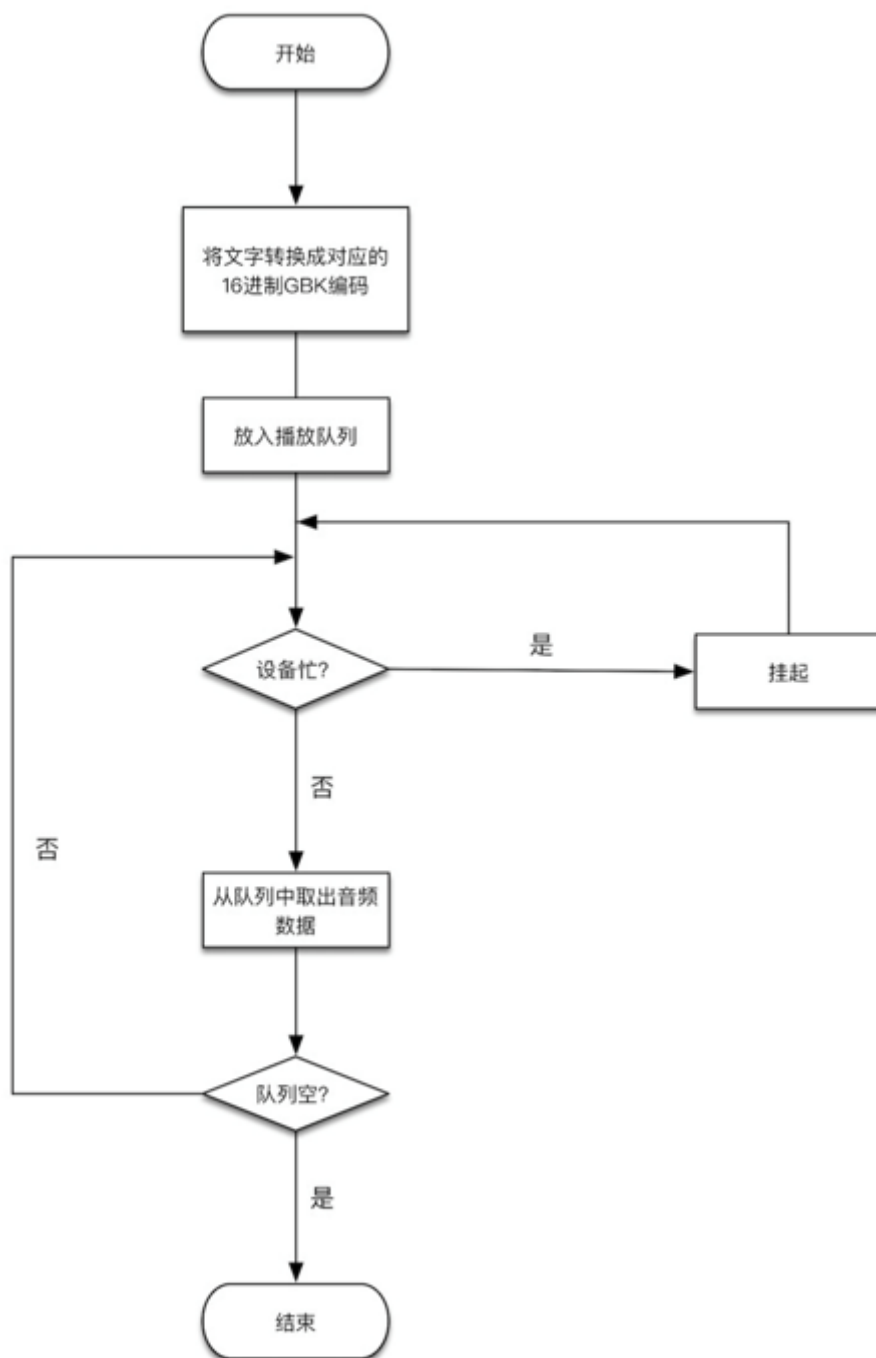 开始
将文字转换成对应的
16进制GBK编码
放入播放队列
设备忙?
是
挂起
否
否
从队列中取出音频
数据
队列空?
是
结束